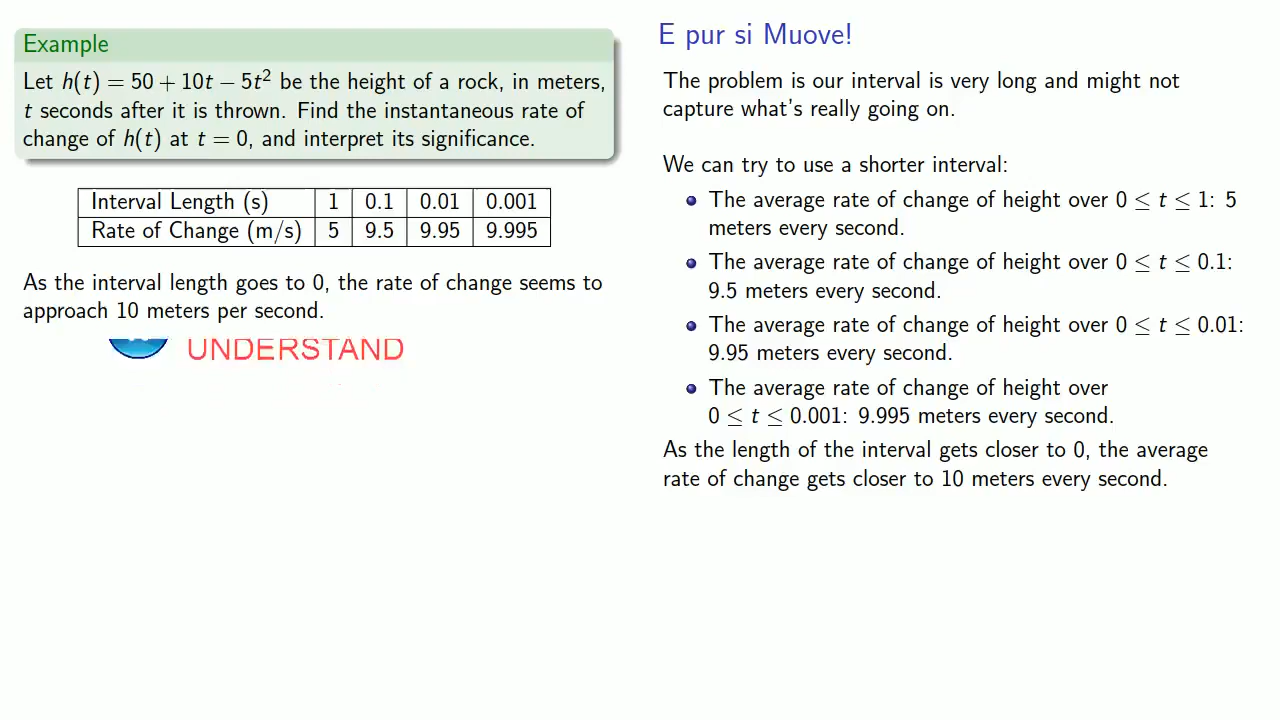 Example
Let h(t) = 50 + 10t − 5t² be the height of a rock, in meters,
t seconds after it is thrown. Find the instantaneous rate of
change of h(t) at t = 0, and interpret its significance.
Interval Length (s) 1 0.1 0.01 0.001
Rate of Change (m/s) 5 9.5 9.95 9.995
As the interval length goes to 0, the rate of change seems to
approach 10 meters per second.
UNDERSTAND
E pur si Muove!
The problem is our interval is very long and might not
capture what's really going on.
We can try to use a shorter interval:
The average rate of change of height over 0 ≤ t ≤ 1: 5
meters every second.
The average rate of change of height over 0 ≤ t ≤ 0.1:
9.5 meters every second.
The average rate of change of height over 0 ≤ t ≤ 0.01:
9.95 meters every second.
The average rate of change of height over
0 ≤ t ≤ 0.001: 9.995 meters every second.
As the length of the interval gets closer to 0, the average
rate of change gets closer to 10 meters every second.